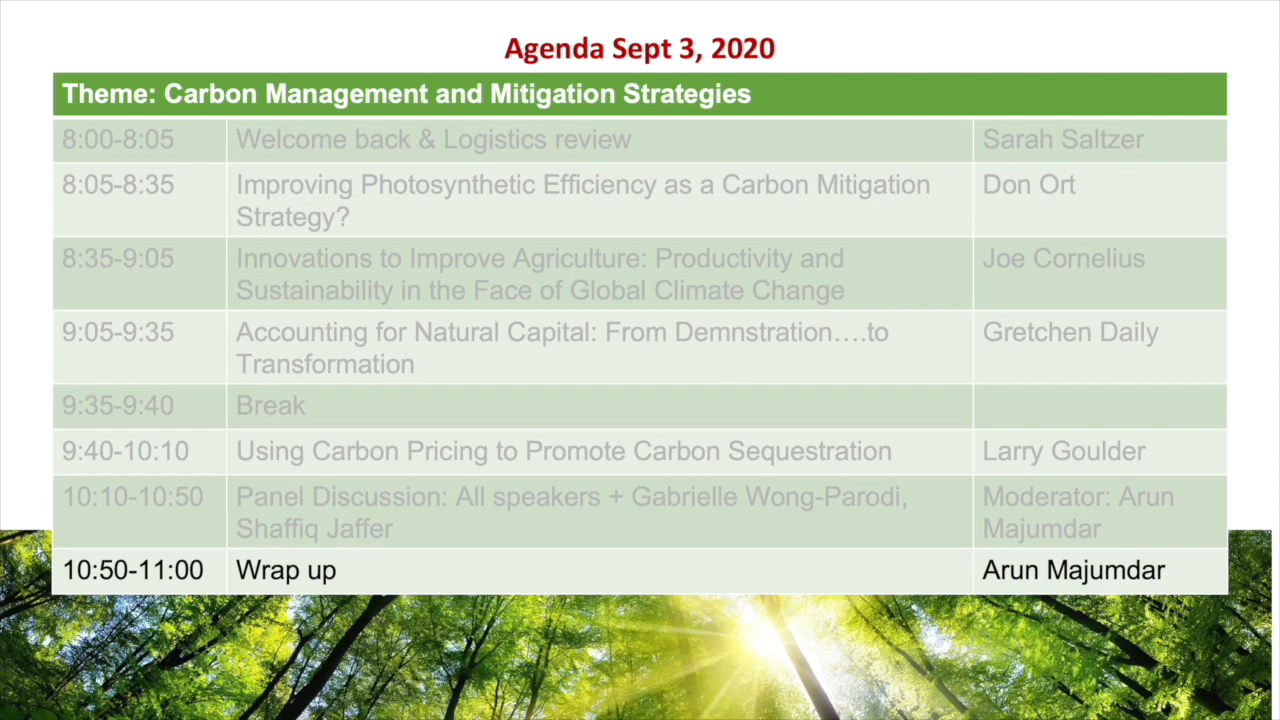 Agenda Sept 3, 2020
Theme: Carbon Management and Mitigation Strategies
8:00-8:05 Welcome back & Logistics review Sarah Saltzer
8:05-8:35 Improving Photosynthetic Efficiency as a Carbon Mitigation Don Ort
Strategy?
8:35-9:05 Innovations to Improve Agriculture: Productivity and Joe Cornelius
Sustainability in the Face of Global Climate Change
9:05-9:35 Accounting for Natural Capital: From Demnstration….to Gretchen Daily
Transformation
9:35-9:40 Break
9:40-10:10 Using Carbon Pricing to Promote Carbon Sequestration Larry Goulder
10:10-10:50 Panel Discussion: All speakers + Gabrielle Wong-Parodi, Moderator: Arun
Shaffiq Jaffer Majumdar
10:50-11:00 Wrap up Arun Majumdar